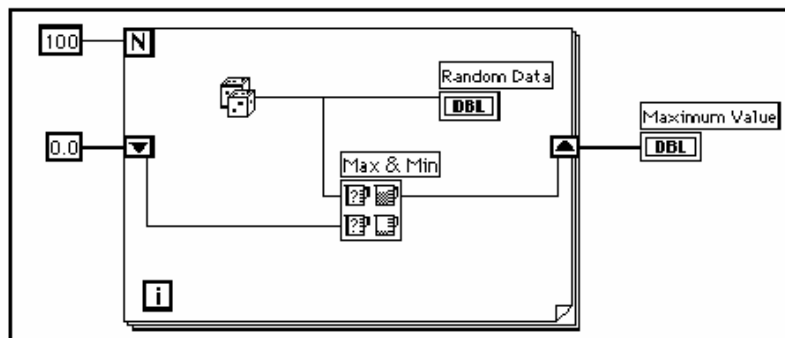 100
N
Random Data
DBL
Maximum Value
0.0
DBL
Max & Min
? 
? 
i